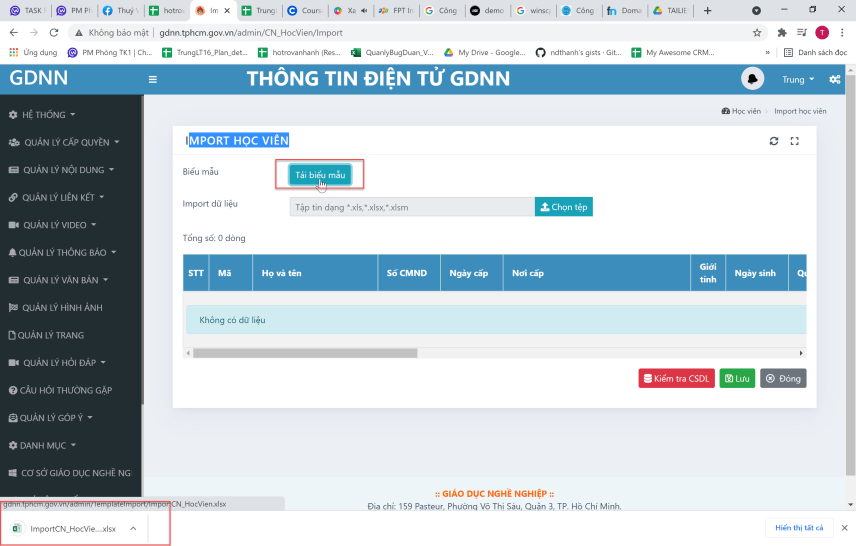 TASK
PM Pl
Thuỷ V
hotro
Im
Trung
Cours
Xa
FPT In
Công
demo
winsc
Công
Doma
TAILIE
Không bảo mật | gdnn.tphcm.gov.vn/admin/CN_HocVien/Import
Ứng dụng
PM Phòng TK1 | Ch...
TrungLT16_Plan_det...
hotrovanhanh (Res...
QuanlyBugDuan_V...
My Drive - Google...
ndthanh's gists · Git...
My Awesome CRM...
»
Danh sách đọc
GDNN
THÔNG TIN ĐIỆN TỬ GDNN
Trung
HỆ THỐNG
QUẢN LÝ CẤP QUYỀN
QUẢN LÝ NỘI DUNG
QUẢN LÝ LIÊN KẾT
QUẢN LÝ VIDEO
QUẢN LÝ THÔNG BÁO
QUẢN LÝ VĂN BẢN
QUẢN LÝ HÌNH ẢNH
QUẢN LÝ TRANG
QUẢN LÝ HỎI ĐÁP
CÂU HỎI THƯỜNG GẶP
QUẢN LÝ GÓP Ý
DANH MỤC
CƠ SỞ GIÁO DỤC NGHỀ NG
Học viên > Import học viên
IMPORT HỌC VIÊN
Biểu mẫu
Tải biểu mẫu
Import dữ liệu
Tập tin dạng *.xls,*.xlsx,*.xlsm
Chọn tệp
Tổng số: 0 dòng
STT Mã Họ và tên Số CMND Ngày cấp Nơi cấp Giới tính Ngày sinh Qu
Không có dữ liệu
Kiểm tra CSDL
Lưu
Đóng
:: GIÁO DỤC NGHỀ NGHIỆP ::
Địa chỉ: 159 Pasteur, Phường Võ Thị Sáu, Quận 3, TP. Hồ Chí Minh.
gdnn.tphcm.gov.vn/admin/TemplateImport/ImportCN_HocVien.xlsx
ImportCN_HocVie....xlsx
Hiển thị tất cả